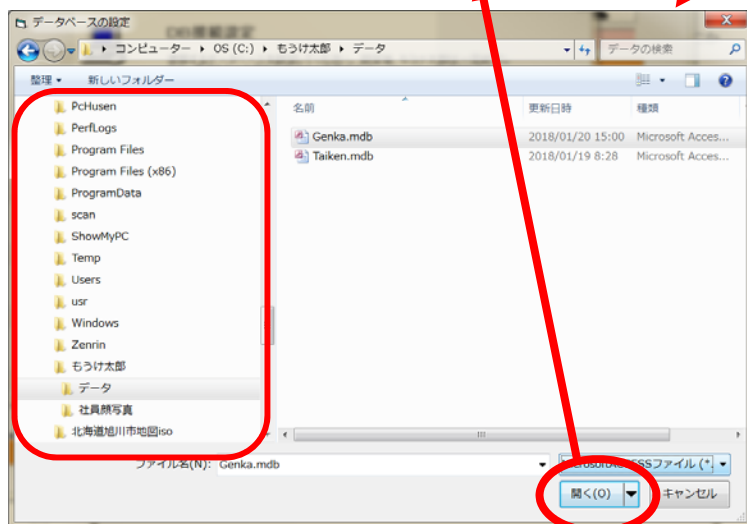 データベースの設定
コンピューター ▸ OS (C:) ▸ もうけ太郎 ▸ データ
データの検索
整理 ▾ 新しいフォルダー
名前 更新日時 種類
PcHusen
PerfLogs
Program Files
Program Files (x86)
ProgramData
scan
ShowMyPC
Temp
Users
usr
Windows
Zenrin
もうけ太郎
データ
社員顔写真
北海道旭川市地図iso
Genka.mdb 2018/01/20 15:00 Microsoft Acces...
Taiken.mdb 2018/01/19 8:28 Microsoft Acces...
ファイル名(N): Genka.mdb
ファイル (*.
開く(O) キャンセル